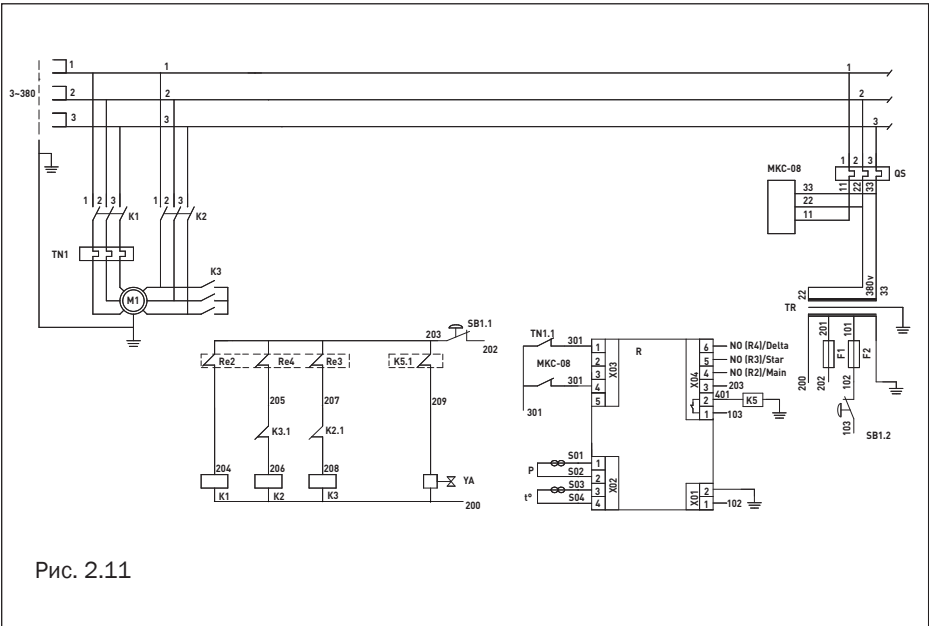 1 1 1
3~380 2 2 2
3 3 3
1 2 3
MKC-08 QS
33 11 22 33
22
11
1 2 3 K1 1 2 3 K2
TN1
K3
M1
22 380v 33
TR
SB1.1
203 202
TN1.1 301
R
6 NO (R4)/Delta
5 NO (R3)/Star
4 NO (R2)/Main
3 203
2 401 K5
1 103
X04
1
2
3
4
5
X03
MKC-08
301
301
201 101
F1 F2
200 202 102
103 SB1.2
Re2 Re4 Re3 K5.1
205 207 209
K3.1 K2.1
204 206 208
YA
K1 K2 K3
200
P S01 1
S02 2
t° S03 3
S04 4
X02
X01 2
1 102
Рис. 2.11